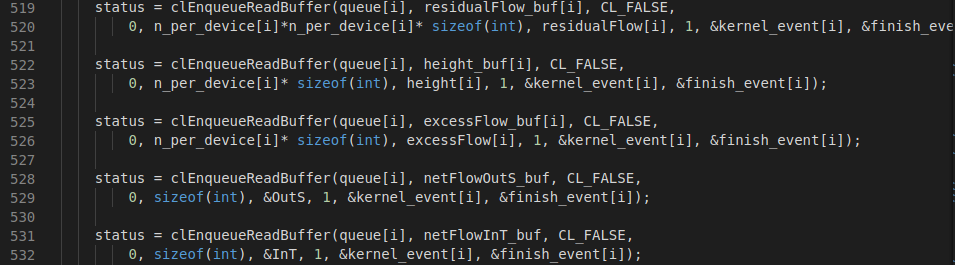 519 status = clEnqueueReadBuffer(queue[i], residualFlow_buf[i], CL_FALSE,
520 0, n_per_device[i]*n_per_device[i]* sizeof(int), residualFlow[i], 1, &kernel_event[i], &finish_eve
521
522 status = clEnqueueReadBuffer(queue[i], height_buf[i], CL_FALSE,
523 0, n_per_device[i]* sizeof(int), height[i], 1, &kernel_event[i], &finish_event[i]);
524
525 status = clEnqueueReadBuffer(queue[i], excessFlow_buf[i], CL_FALSE,
526 0, n_per_device[i]* sizeof(int), excessFlow[i], 1, &kernel_event[i], &finish_event[i]);
527
528 status = clEnqueueReadBuffer(queue[i], netFlowOutS_buf, CL_FALSE,
529 0, sizeof(int), &OutS, 1, &kernel_event[i], &finish_event[i]);
530
531 status = clEnqueueReadBuffer(queue[i], netFlowInT_buf, CL_FALSE,
532 0, sizeof(int), &InT, 1, &kernel_event[i], &finish_event[i]);